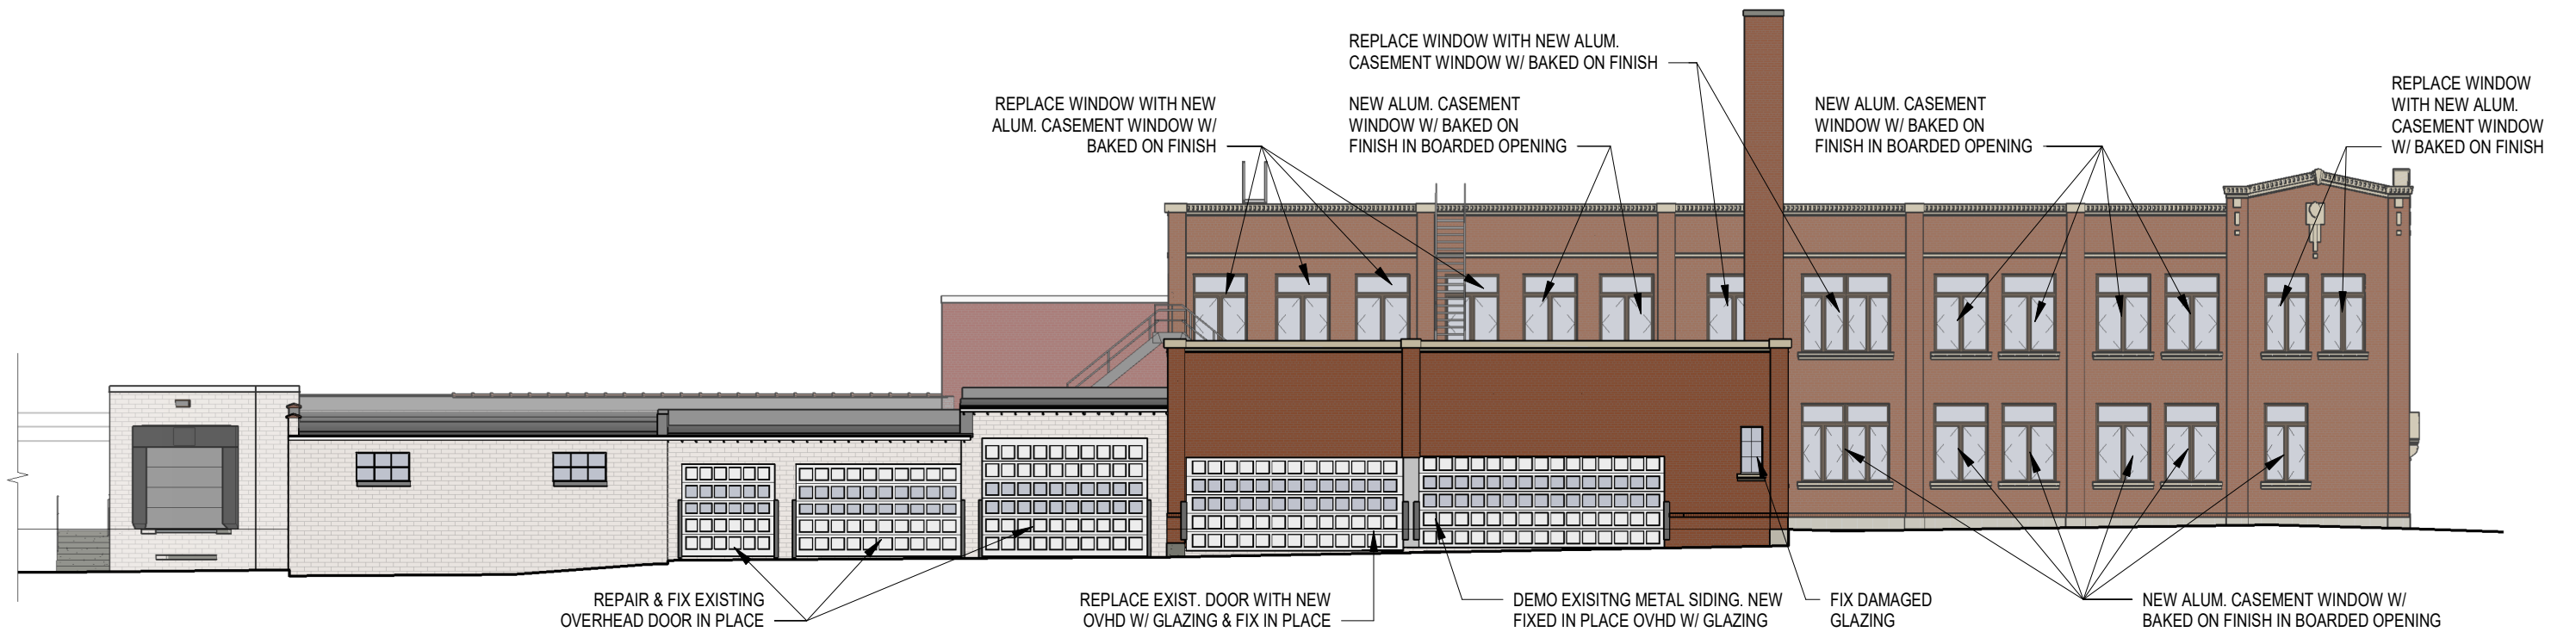 REPLACE WINDOW WITH NEW ALUM.
CASEMENT WINDOW W/ BAKED ON FINISH
REPLACE WINDOW
WITH NEW ALUM.
CASEMENT WINDOW
W/ BAKED ON FINISH
REPLACE WINDOW WITH NEW
ALUM. CASEMENT WINDOW W/
BAKED ON FINISH
NEW ALUM. CASEMENT
WINDOW W/ BAKED ON
FINISH IN BOARDED OPENING
NEW ALUM. CASEMENT
WINDOW W/ BAKED ON
FINISH IN BOARDED OPENING
REPAIR & FIX EXISTING
OVERHEAD DOOR IN PLACE
REPLACE EXIST. DOOR WITH NEW
OVHD W/ GLAZING & FIX IN PLACE
DEMO EXISITNG METAL SIDING. NEW
FIXED IN PLACE OVHD W/ GLAZING
FIX DAMAGED
GLAZING
NEW ALUM. CASEMENT WINDOW W/
BAKED ON FINISH IN BOARDED OPENING